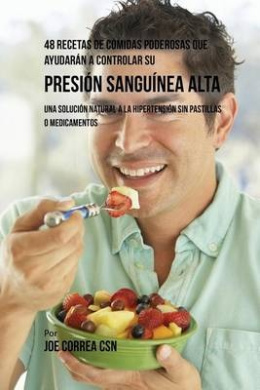 48 RECETAS DE COMIDAS PODEROSAS QUE
AYUDARÁN A CONTROLAR SU
PRESIÓN SANGUÍNEA ALTA
UNA SOLUCIÓN NATURAL A LA HIPERTENSIÓN SIN PASTILLAS
O MEDICAMENTOS
Por
JOE CORREA CSN